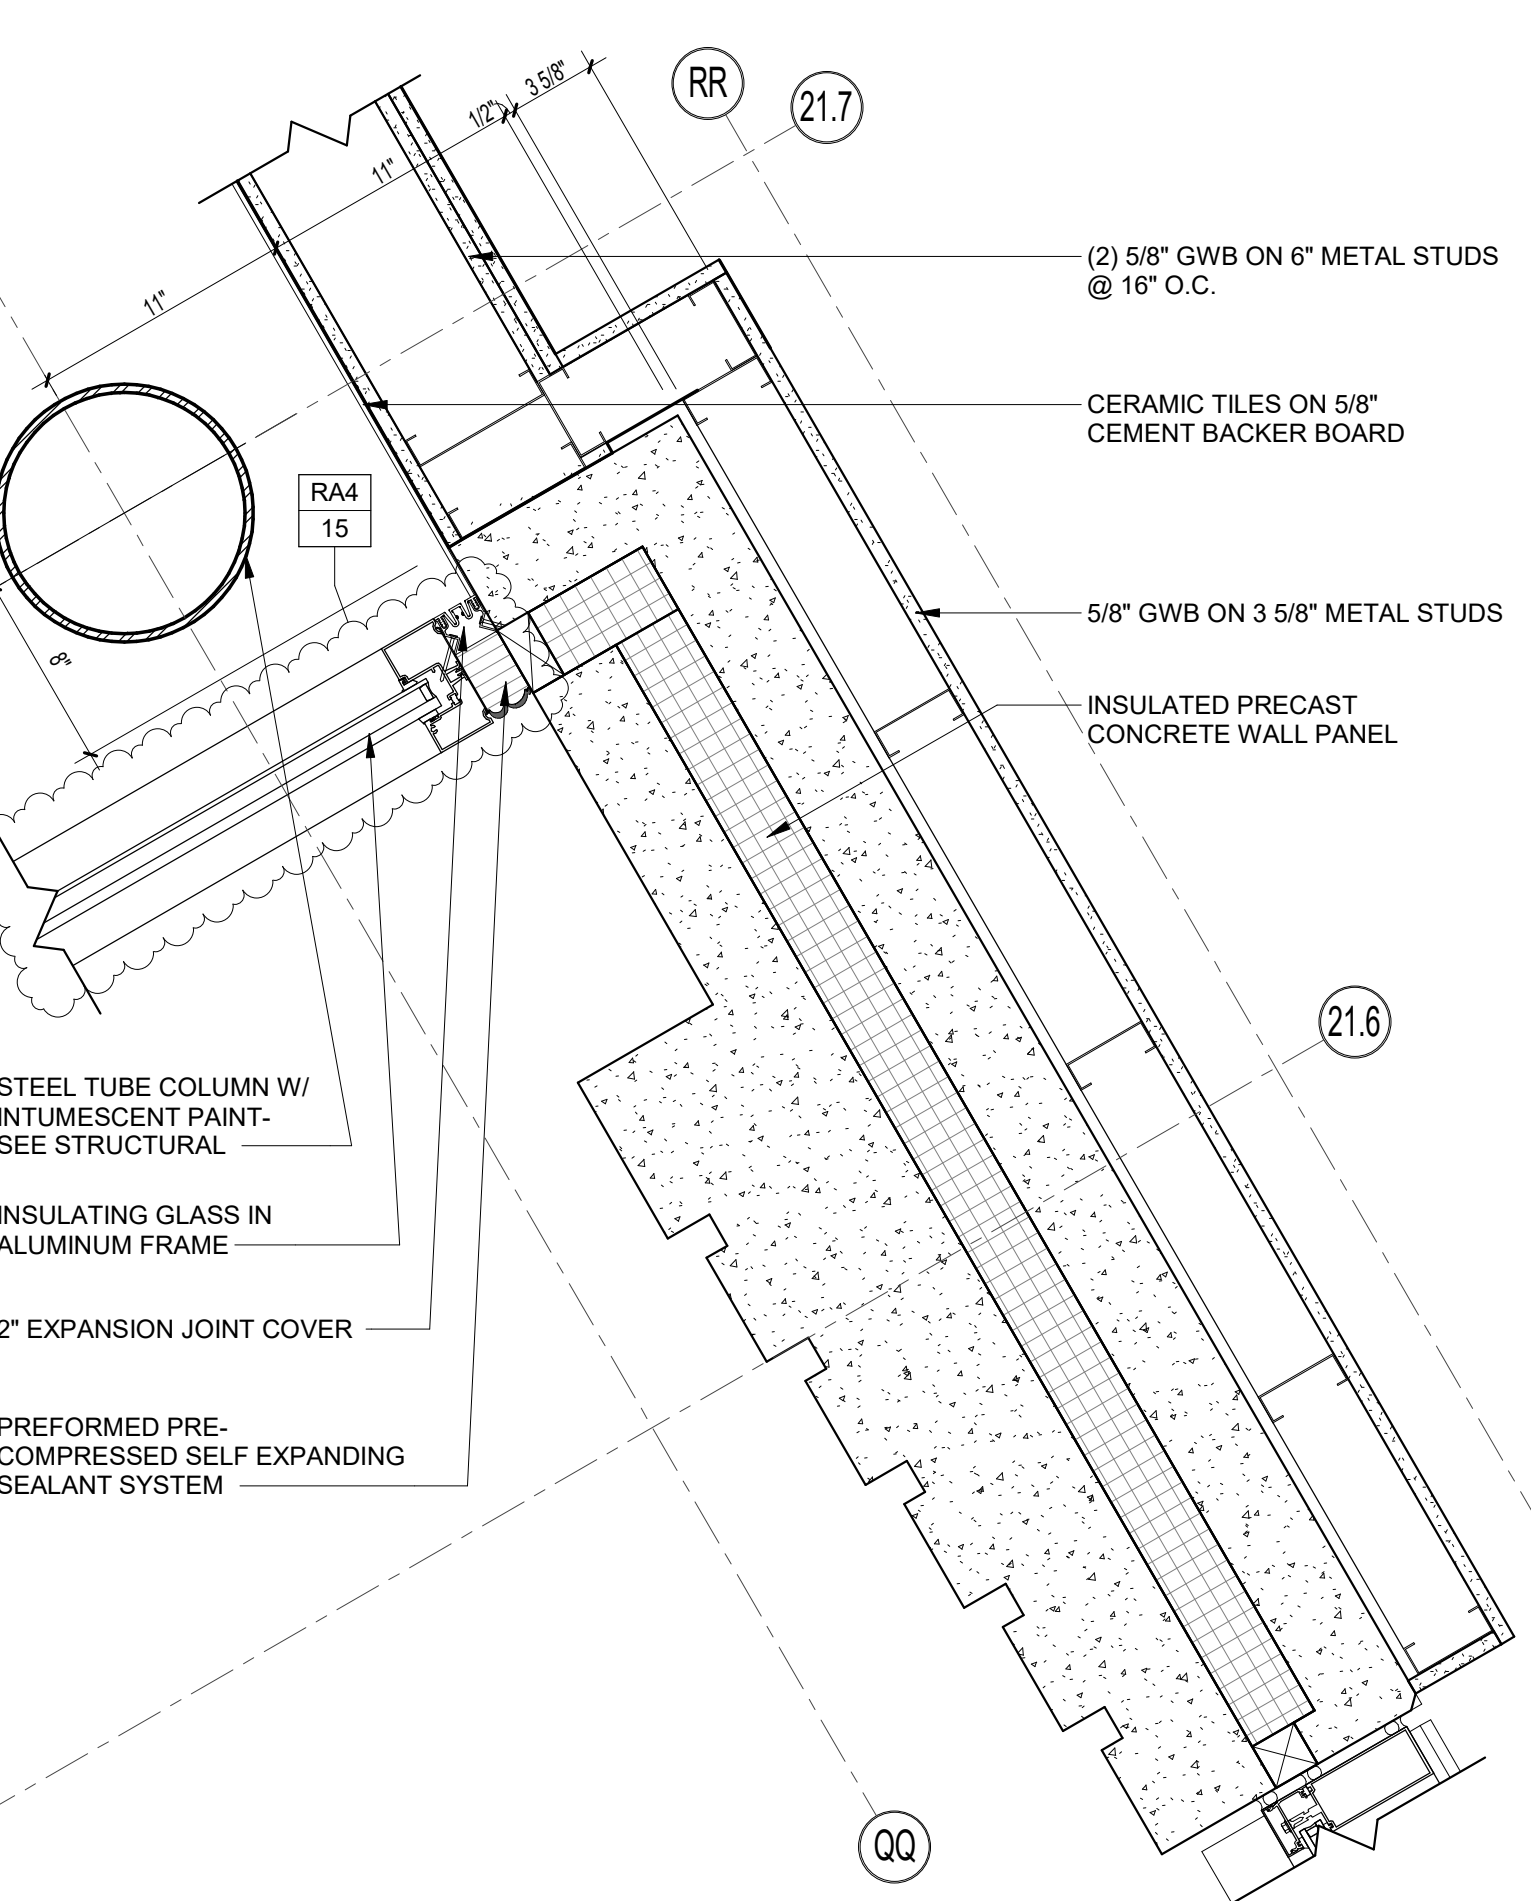 3 5/8"
1/2"
11"
11"
8"
RR
21.7
(2) 5/8" GWB ON 6" METAL STUDS
@ 16" O.C.
CERAMIC TILES ON 5/8"
CEMENT BACKER BOARD
RA4
15
5/8" GWB ON 3 5/8" METAL STUDS
INSULATED PRECAST
CONCRETE WALL PANEL
21.6
STEEL TUBE COLUMN W/
INTUMESCENT PAINT-
SEE STRUCTURAL
INSULATING GLASS IN
ALUMINUM FRAME
2" EXPANSION JOINT COVER
PREFORMED PRE-
COMPRESSED SELF EXPANDING
SEALANT SYSTEM
QQ